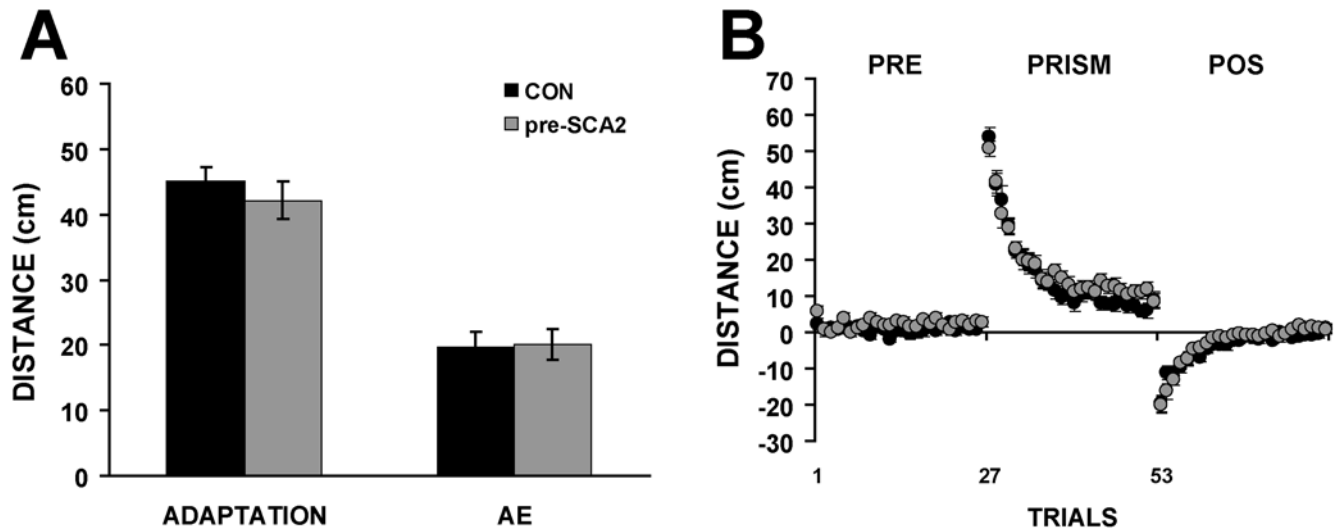 A
DISTANCE (cm)
60
50
40
30
20
10
0
CON
pre-SCA2
ADAPTATION
AE
B
PRE
PRISM
POS
DISTANCE (cm)
70
60
50
40
30
20
10
0
-10
-20
-30
1
27
53
TRIALS